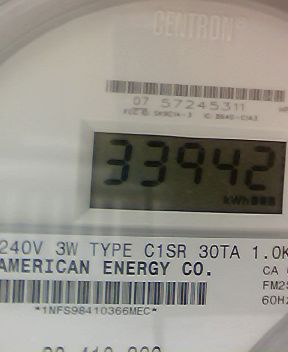 CENTRON®
07 57245311
33942
kWh
240V 3W TYPE C1SR 30TA 1.0K
AMERICAN ENERGY CO.
CA
FM2S
60Hz
*1NFS98410366MEC*